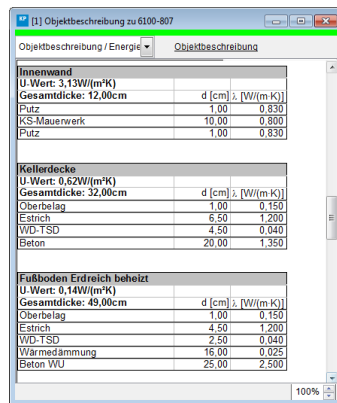 [1] Objektbeschreibung zu 6100-807
Objektbeschreibung / Energie Objektbeschreibung
Innenwand
U-Wert: 3,13W/(m²K)
Gesamtdicke: 12,00cm d [cm] λ, [W/(m·K)]
Putz 1,00 0,830
KS-Mauerwerk 10,00 0,800
Putz 1,00 0,830
Kellerdecke
U-Wert: 0,62W/(m²K)
Gesamtdicke: 32,00cm d [cm] λ, [W/(m·K)]
Oberbelag 1,00 0,150
Estrich 6,50 1,200
WD-TSD 4,50 0,040
Beton 20,00 1,350
Fußboden Erdreich beheizt
U-Wert: 0,14W/(m²K)
Gesamtdicke: 49,00cm d [cm] λ, [W/(m·K)]
Oberbelag 1,00 0,150
Estrich 4,50 1,200
WD-TSD 2,50 0,040
Wärmedämmung 16,00 0,025
Beton WU 25,00 2,500
100%